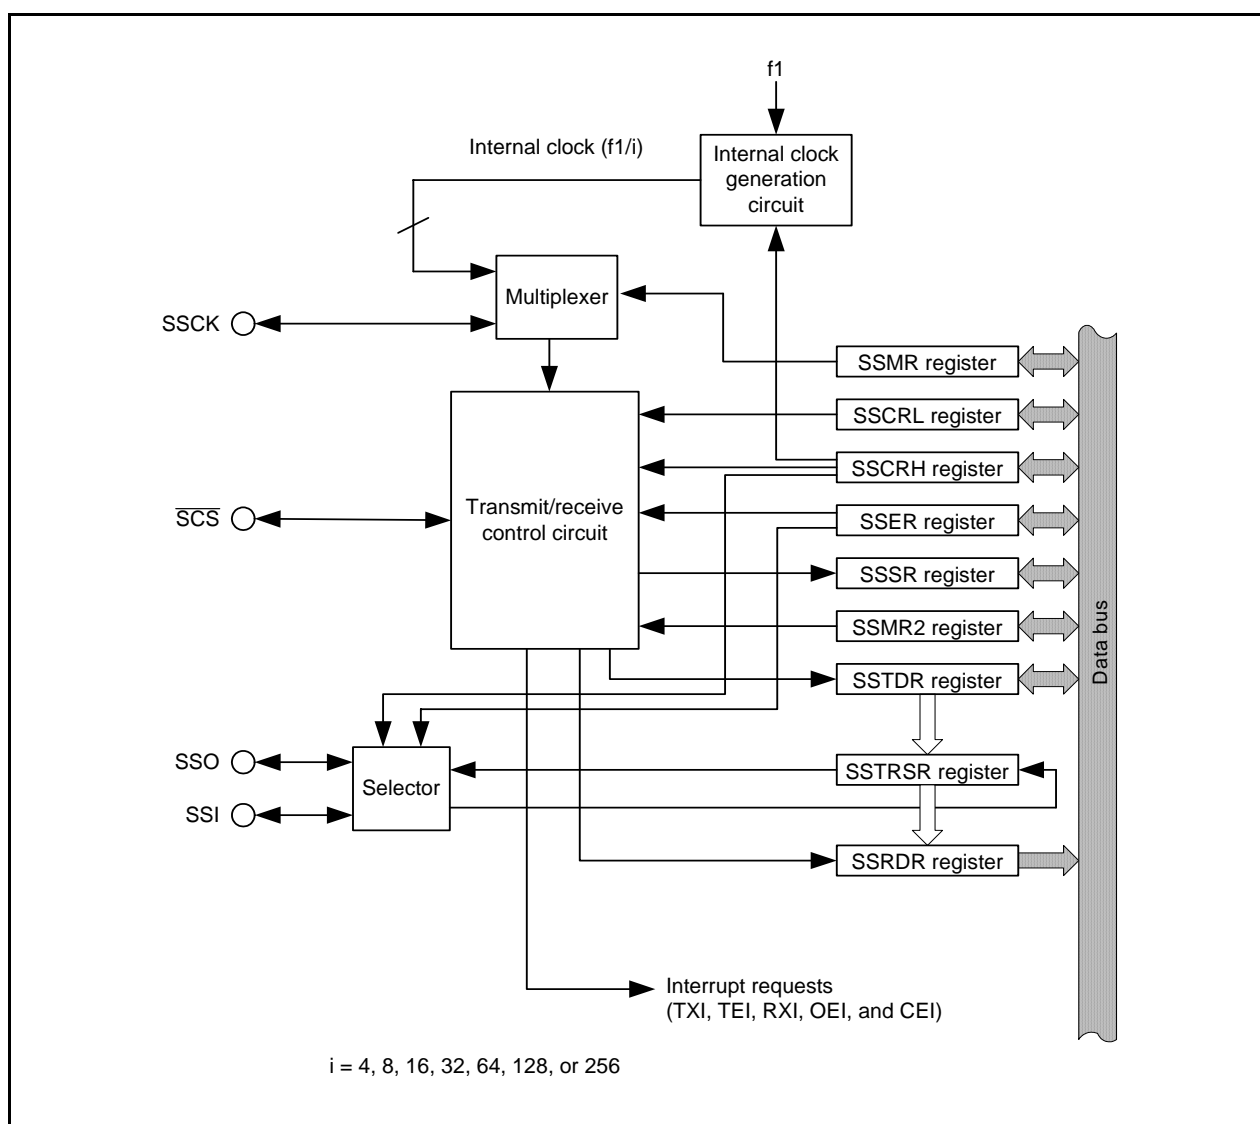 f1
Internal clock (f1/i)
Internal clock
generation
circuit
Multiplexer
SSCK
SSMR register
SSCRL register
SSCRH register
Transmit/receive
control circuit
SCS
SSER register
SSSR register
SSMR2 register
Data bus
SSTDR register
SSO
SSTRSR register
Selector
SSI
SSRDR register
Interrupt requests
(TXI, TEI, RXI, OEI, and CEI)
i = 4, 8, 16, 32, 64, 128, or 256